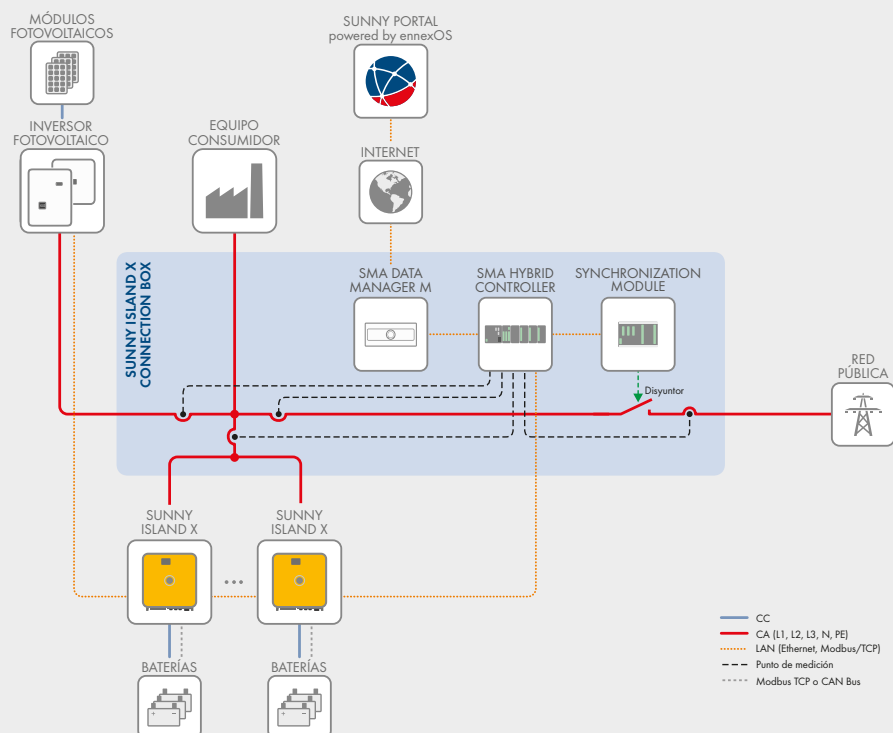 MÓDULOS
FOTOVOLTAICOS
SUNNY PORTAL
powered by ennexOS
INVERSOR
FOTOVOLTAICO
EQUIPO
CONSUMIDOR
INTERNET
SUNNY ISLAND X
CONNECTION BOX
SMA DATA
MANAGER M
SMA HYBRID
CONTROLLER
SYNCHRONIZATION
MODULE
Disyuntor
RED
PÚBLICA
SUNNY
ISLAND X
SUNNY
ISLAND X
...
BATERÍAS
BATERÍAS
CC
CA (L1, L2, L3, N, PE)
LAN (Ethernet, Modbus/TCP)
Punto de medición
Modbus TCP o CAN Bus